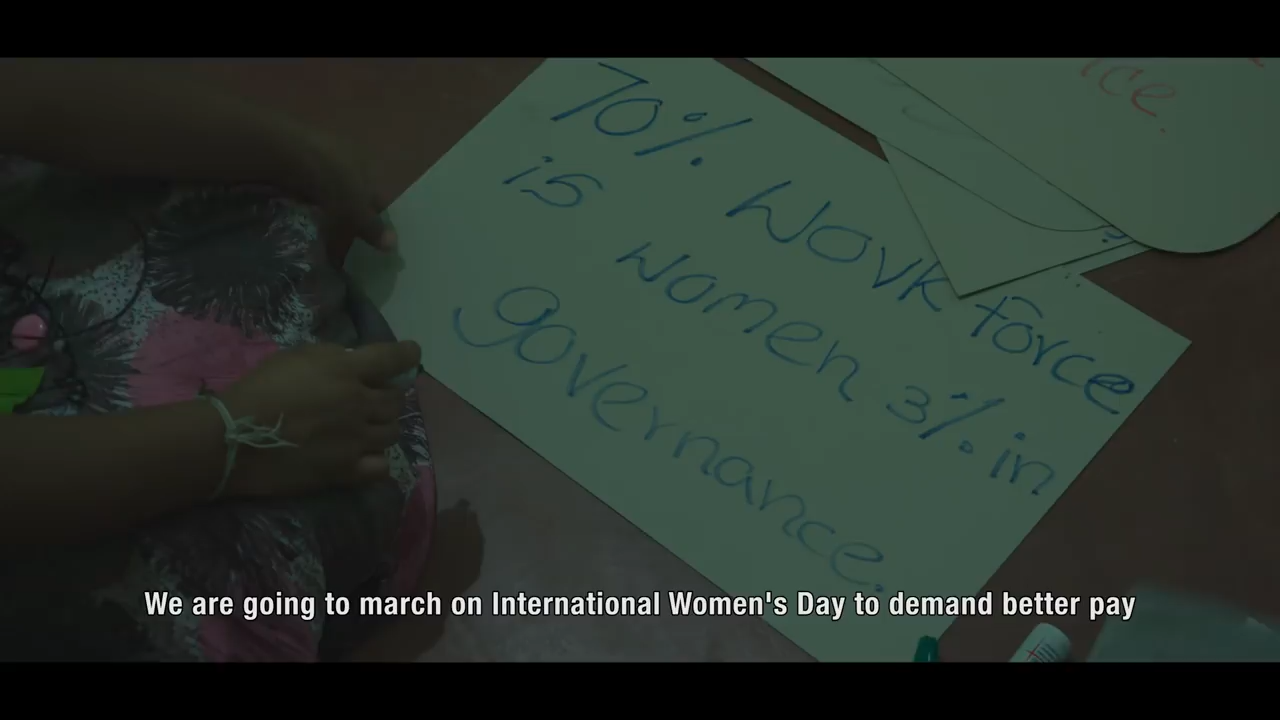 70% Work force
is women 3% in
governance.
ice.
We are going to march on International Women's Day to demand better pay